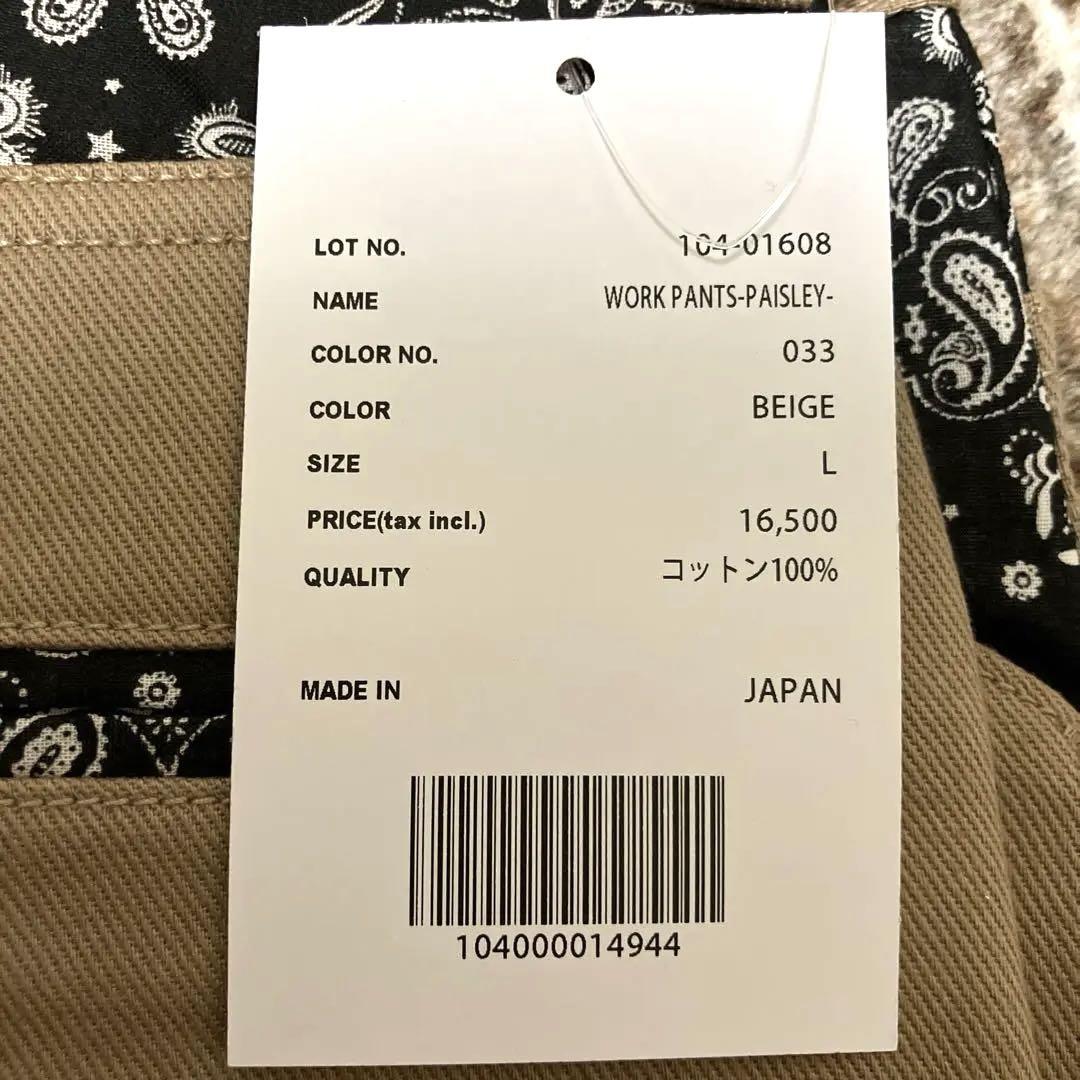 LOT NO. 104-01608
NAME WORK PANTS-PAISLEY-
COLOR NO. 033
COLOR BEIGE
SIZE L
PRICE(tax incl.) 16,500
QUALITY コットン100%
MADE IN JAPAN
104000014944